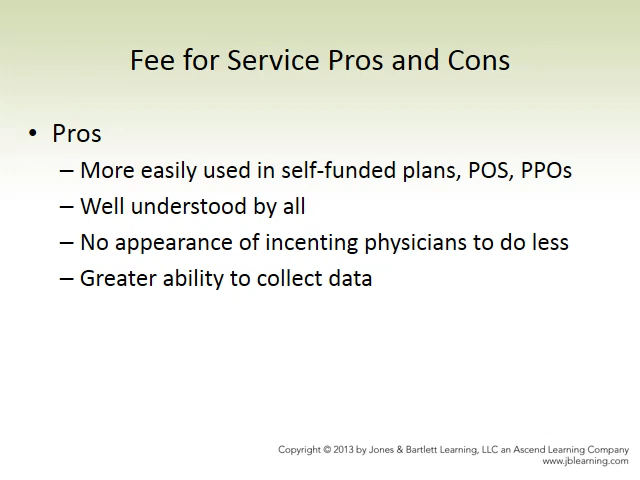 Fee for Service Pros and Cons
• Pros
– More easily used in self-funded plans, POS, PPOs
– Well understood by all
– No appearance of incenting physicians to do less
– Greater ability to collect data
Copyright © 2013 by Jones & Bartlett Learning, LLC an Ascend Learning Company
www.jblearning.com